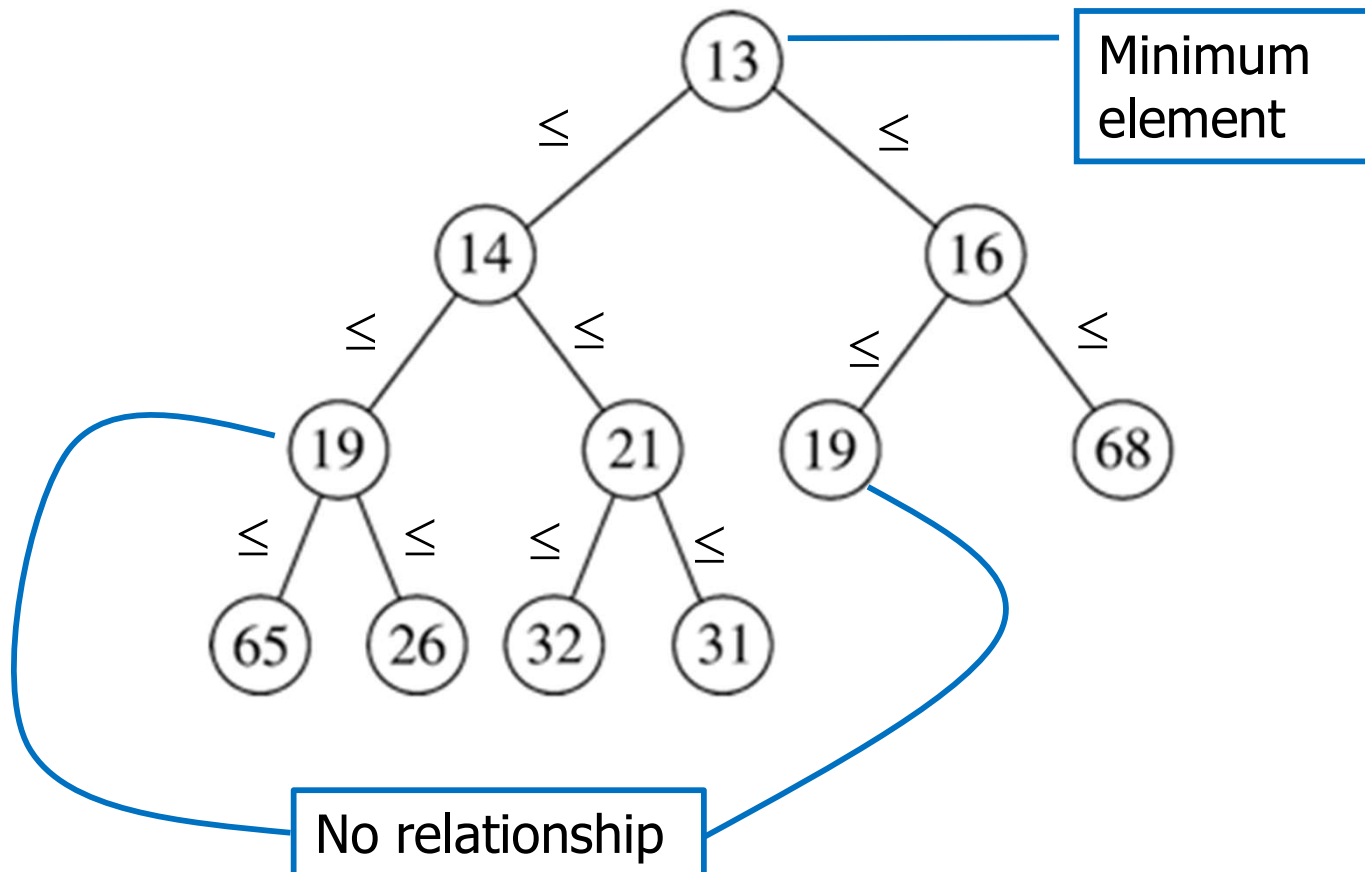 13
Minimum
element
≤ ≤
14 16
≤ ≤ ≤ ≤
19 21 19 68
≤ ≤ ≤ ≤
65 26 32 31
No relationship